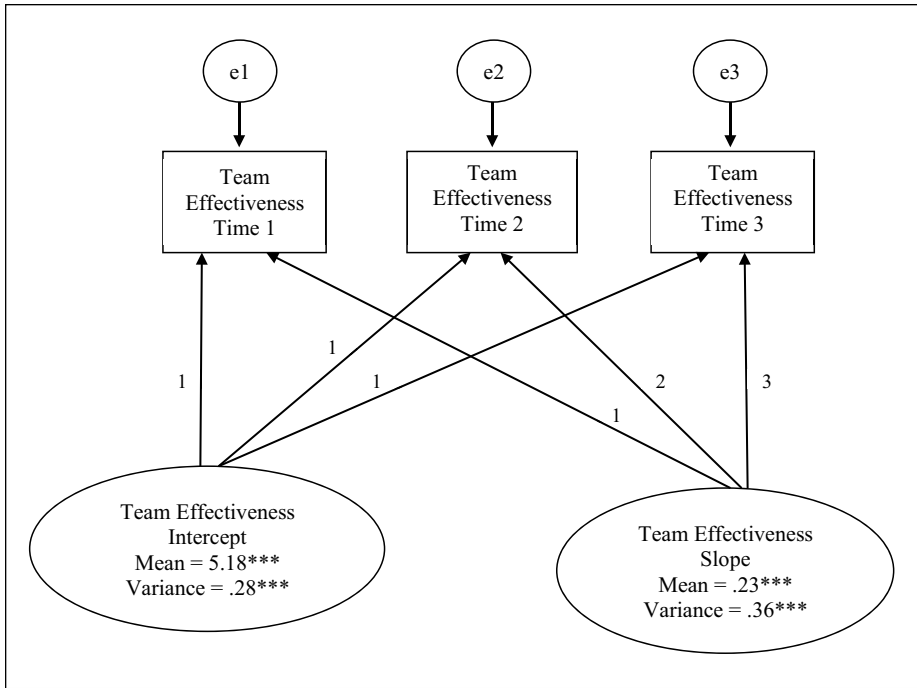 e1
e2
e3
Team
Effectiveness
Time 1
Team
Effectiveness
Time 2
Team
Effectiveness
Time 3
1
1
1
1
2
3
Team Effectiveness
Intercept
Mean = 5.18***
Variance = .28***
Team Effectiveness
Slope
Mean = .23***
Variance = .36***